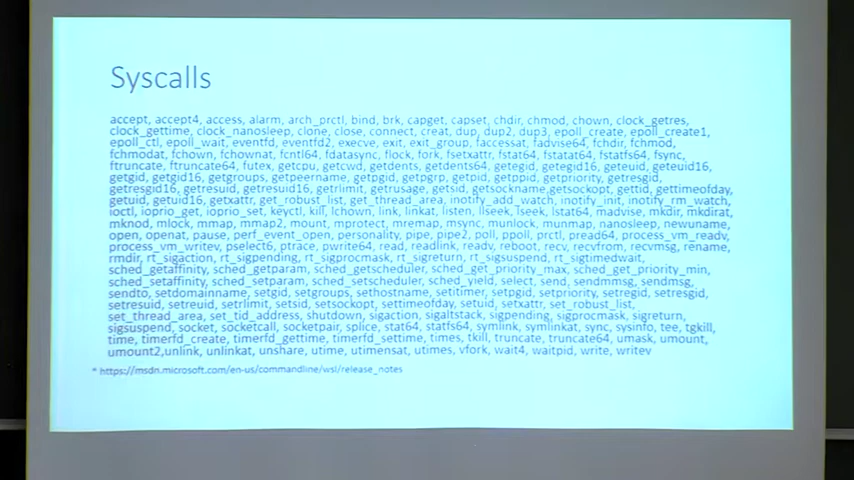 Syscalls
accept, accept4, access, alarm, arch_prctl, bind, brk, capget, capset, chdir, chmod, chown, clock_getres,
clock_gettime, clock_nanosleep, clone, close, connect, creat, dup, dup2, dup3, epoll_create, epoll_create1,
epoll_ctl, epoll_wait, eventfd, eventfd2, execve, exit, exit_group, faccessat, fadvise64, fchdir, fchmod,
fchmodat, fchown, fchownat, fcntl64, fdatasync, flock, fork, fsetxattr, fstat64, fstatat64, fstatfs64, fsync,
ftruncate, ftruncate64, futex, getcpu, getcwd, getdents, getdents64, getegid, getegid16, geteuid, geteuid16,
getgid, getgid16, getgroups, getpeername, getpgid, getpgrp, getpid, getppid, getpriority, getresgid,
getresgid16, getresuid, getresuid16, getrlimit, getrusage, getsid, getsockname,getsockopt, gettid, gettimeofday,
getuid, getuid16, getxattr, get_robust_list, get_thread_area, inotify_add_watch, inotify_init, inotify_rm_watch,
ioctl, ioprio_get, ioprio_set, keyctl, kill, lchown, link, linkat, listen, llseek, lseek, lstat64, madvise, mkdir, mkdirat,
mknod, mlock, mmap, mmap2, mount, mprotect, mremap, msync, munlock, munmap, nanosleep, newuname,
open, openat, pause, perf_event_open, personality, pipe, pipe2, poll, ppoll, prctl, pread64, process_vm_readv,
process_vm_writev, pselect6, ptrace, pwrite64, read, readlink, readv, reboot, recv, recvfrom, recvmsg, rename,
rmdir, rt_sigaction, rt_sigpending, rt_sigprocmask, rt_sigreturn, rt_sigsuspend, rt_sigtimedwait,
sched_getaffinity, sched_getparam, sched_getscheduler, sched_get_priority_max, sched_get_priority_min,
sched_setaffinity, sched_setparam, sched_setscheduler, sched_yield, select, send, sendmmsg, sendmsg,
sendto, setdomainname, setgid, setgroups, sethostname, setitimer, setpgid, setpriority, setregid, setresgid,
setresuid, setreuid, setrlimit, setsid, setsockopt, settimeofday, setuid, setxattr, set_robust_list,
set_thread_area, set_tid_address, shutdown, sigaction, sigaltstack, sigpending, sigprocmask, sigreturn,
sigsuspend, socket, socketcall, socketpair, splice, stat64, statfs64, symlink, symlinkat, sync, sysinfo, tee, tgkill,
time, timerfd_create, timerfd_gettime, timerfd_settime, times, tkill, truncate, truncate64, umask, umount,
umount2,unlink, unlinkat, unshare, utime, utimensat, utimes, vfork, wait4, waitpid, write, writev
* https://msdn.microsoft.com/en-us/commandline/wsl/release_notes